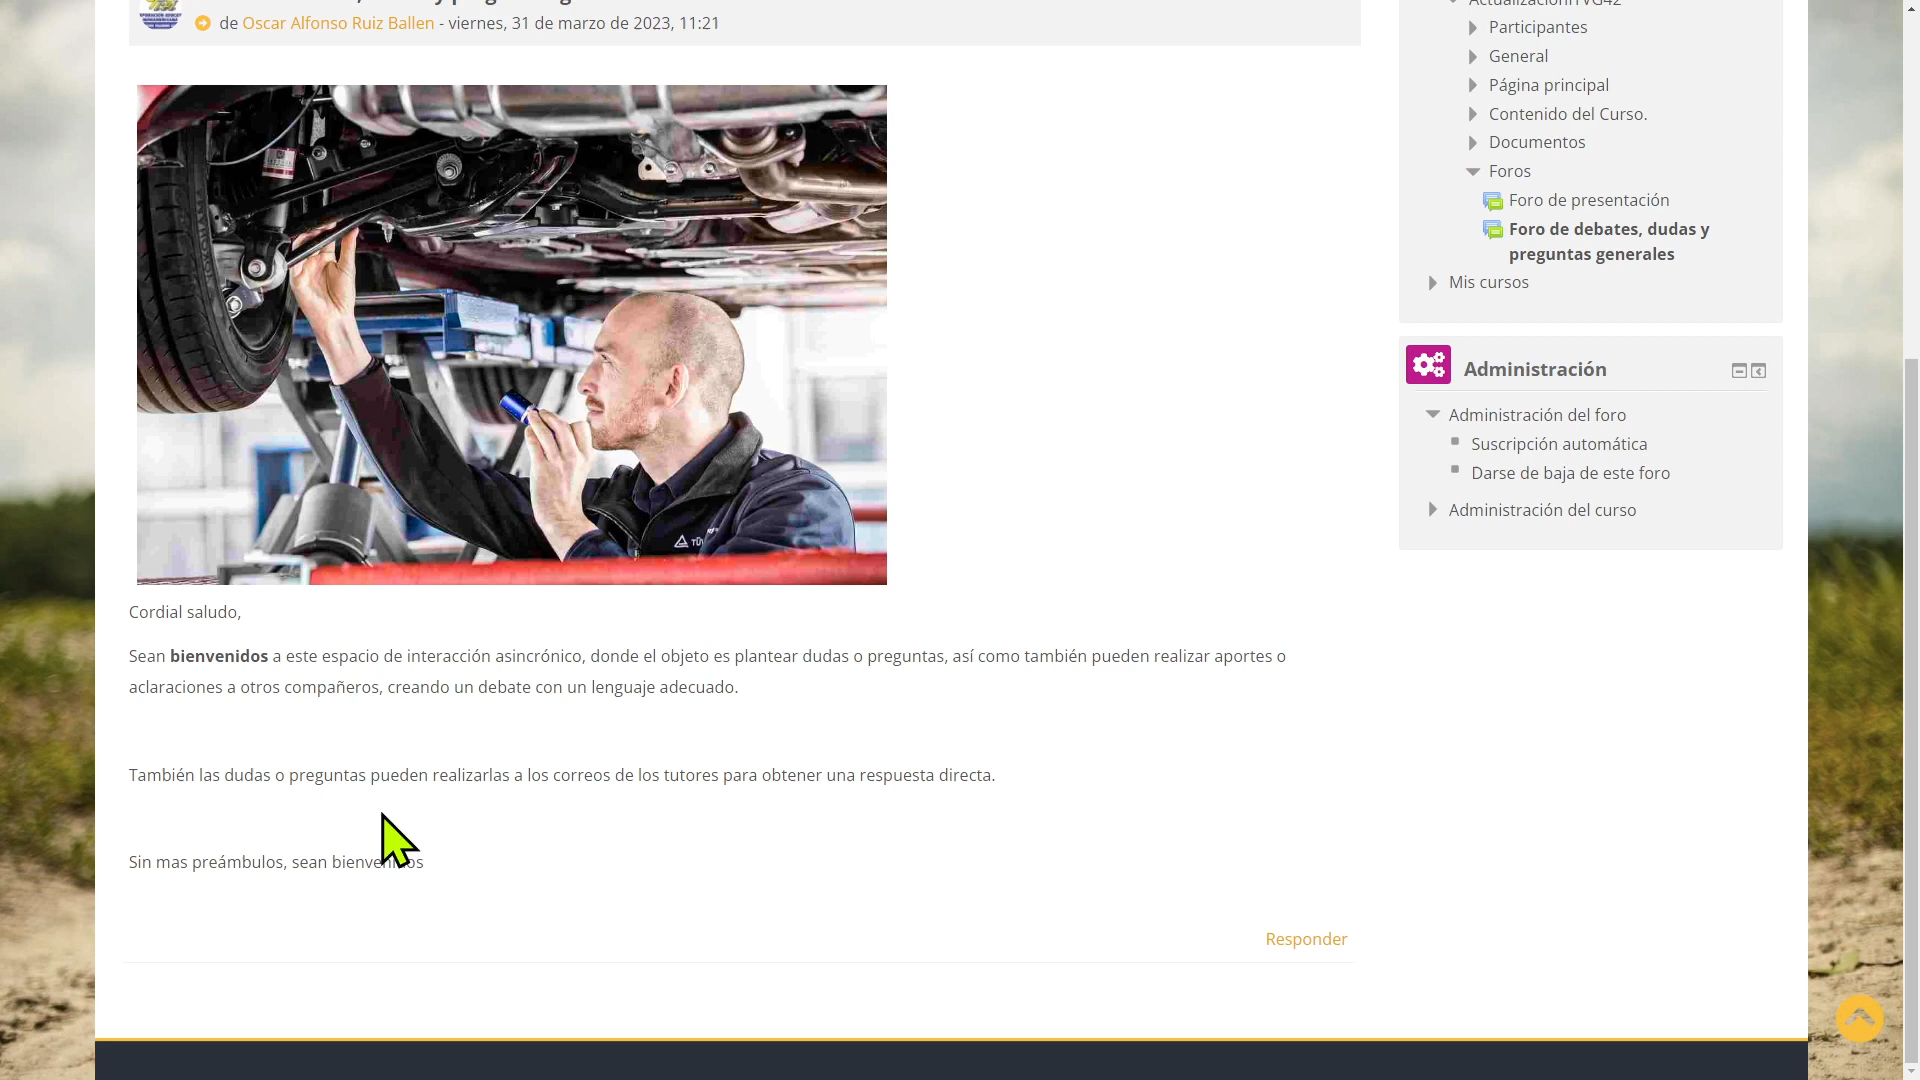 de Oscar Alfonso Ruiz Ballen - viernes, 31 de marzo de 2023, 11:21
Cordial saludo,
Sean bienvenidos a este espacio de interacción asincrónico, donde el objeto es plantear dudas o preguntas, así como también pueden realizar aportes o
aclaraciones a otros compañeros, creando un debate con un lenguaje adecuado.
También las dudas o preguntas pueden realizarlas a los correos de los tutores para obtener una respuesta directa.
Sin mas preámbulos, sean bienvenidos
Responder
Participantes
General
Página principal
Contenido del Curso.
Documentos
Foros
Foro de presentación
Foro de debates, dudas y
preguntas generales
Mis cursos
Administración
Administración del foro
Suscripción automática
Darse de baja de este foro
Administración del curso